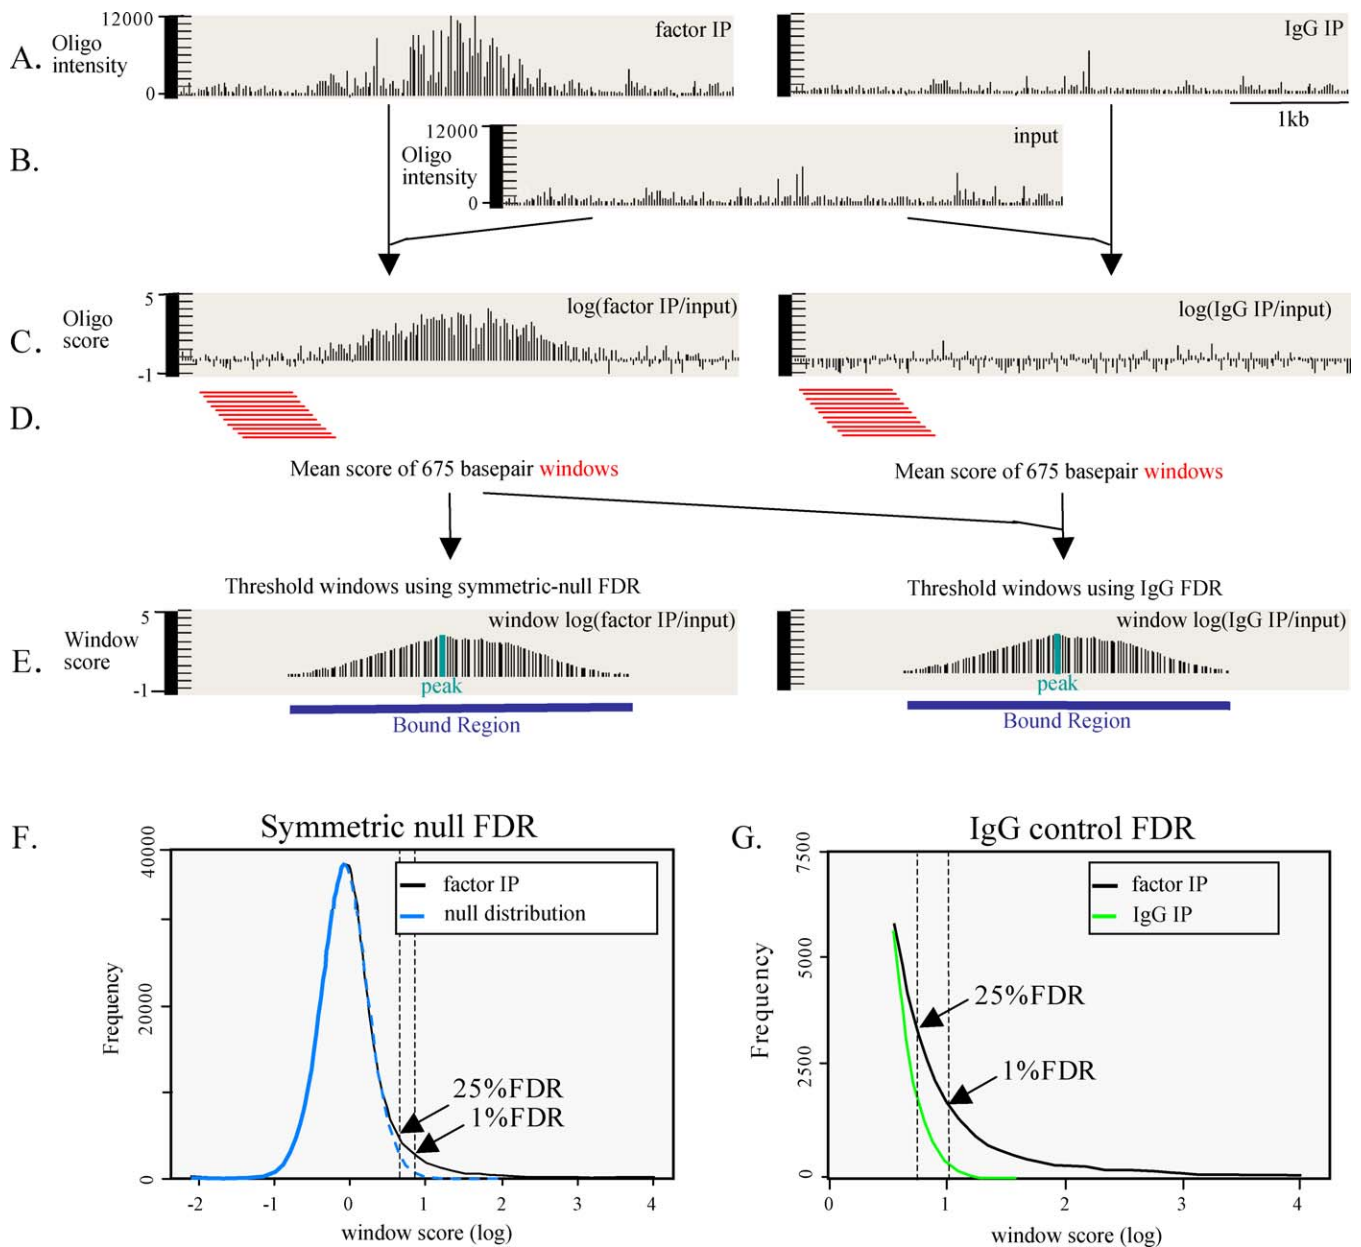 A.
Oligo
intensity
12000
0
factor IP
IgG IP
1kb
B.
Oligo
intensity
12000
0
input
C.
Oligo
score
5
-1
log(factor IP/input)
log(IgG IP/input)
D.
Mean score of 675 basepair windows
Mean score of 675 basepair windows
Threshold windows using symmetric-null FDR
Threshold windows using IgG FDR
E.
Window
score
5
-1
window log(factor IP/input)
peak
Bound Region
window log(IgG IP/input)
peak
Bound Region
F.
Symmetric null FDR
Frequency
40000
20000
0
factor IP
null distribution
25%FDR
1%FDR
-2 -1 0 1 2 3 4
window score (log)
G.
IgG control FDR
Frequency
7500
5000
2500
0
factor IP
IgG IP
25%FDR
1%FDR
0 1 2 3 4
window score (log)